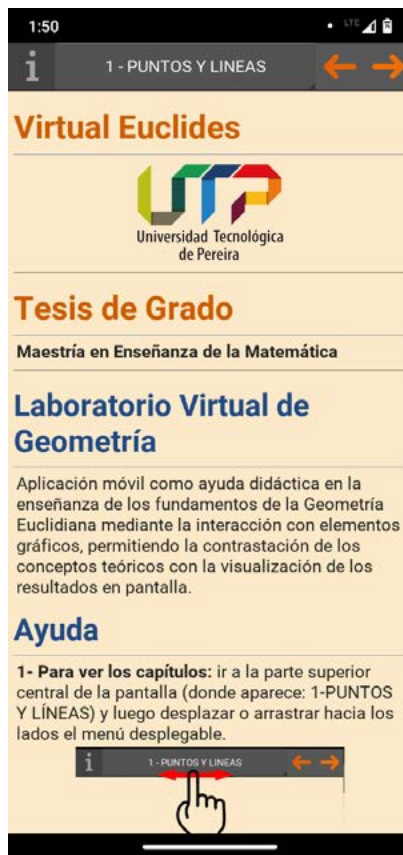 1:50
LTE
i 1 - PUNTOS Y LINEAS
Virtual Euclides
UTP
Universidad Tecnológica
de Pereira
Tesis de Grado
Maestría en Enseñanza de la Matemática
Laboratorio Virtual de
Geometría
Aplicación móvil como ayuda didáctica en la
enseñanza de los fundamentos de la Geometría
Euclidiana mediante la interacción con elementos
gráficos, permitiendo la contrastación de los
conceptos teóricos con la visualización de los
resultados en pantalla.
Ayuda
1- Para ver los capítulos: ir a la parte superior
central de la pantalla (donde aparece: 1-PUNTOS
Y LÍNEAS) y luego desplazar o arrastrar hacia los
lados el menú desplegable.
i 1 - PUNTOS Y LINEAS